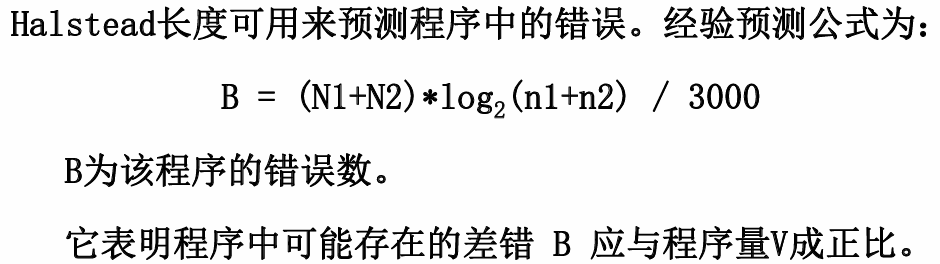 Halstead长度可用来预测程序中的错误。经验预测公式为：
B = (N1+N2)*log₂(n1+n2) / 3000
B为该程序的错误数。
它表明程序中可能存在的差错 B 应与程序量V成正比。